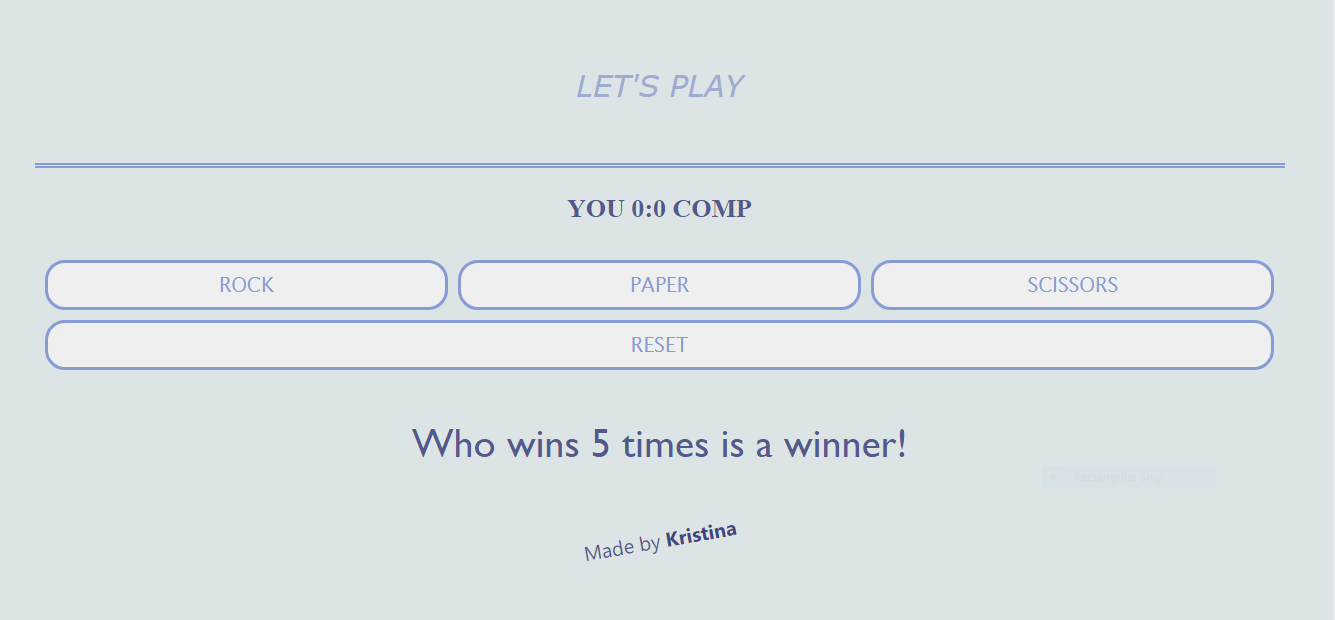 LET'S PLAY
YOU 0:0 COMP
ROCK
PAPER
SCISSORS
RESET
Who wins 5 times is a winner!
Rectangular Snip
Made by Kristina